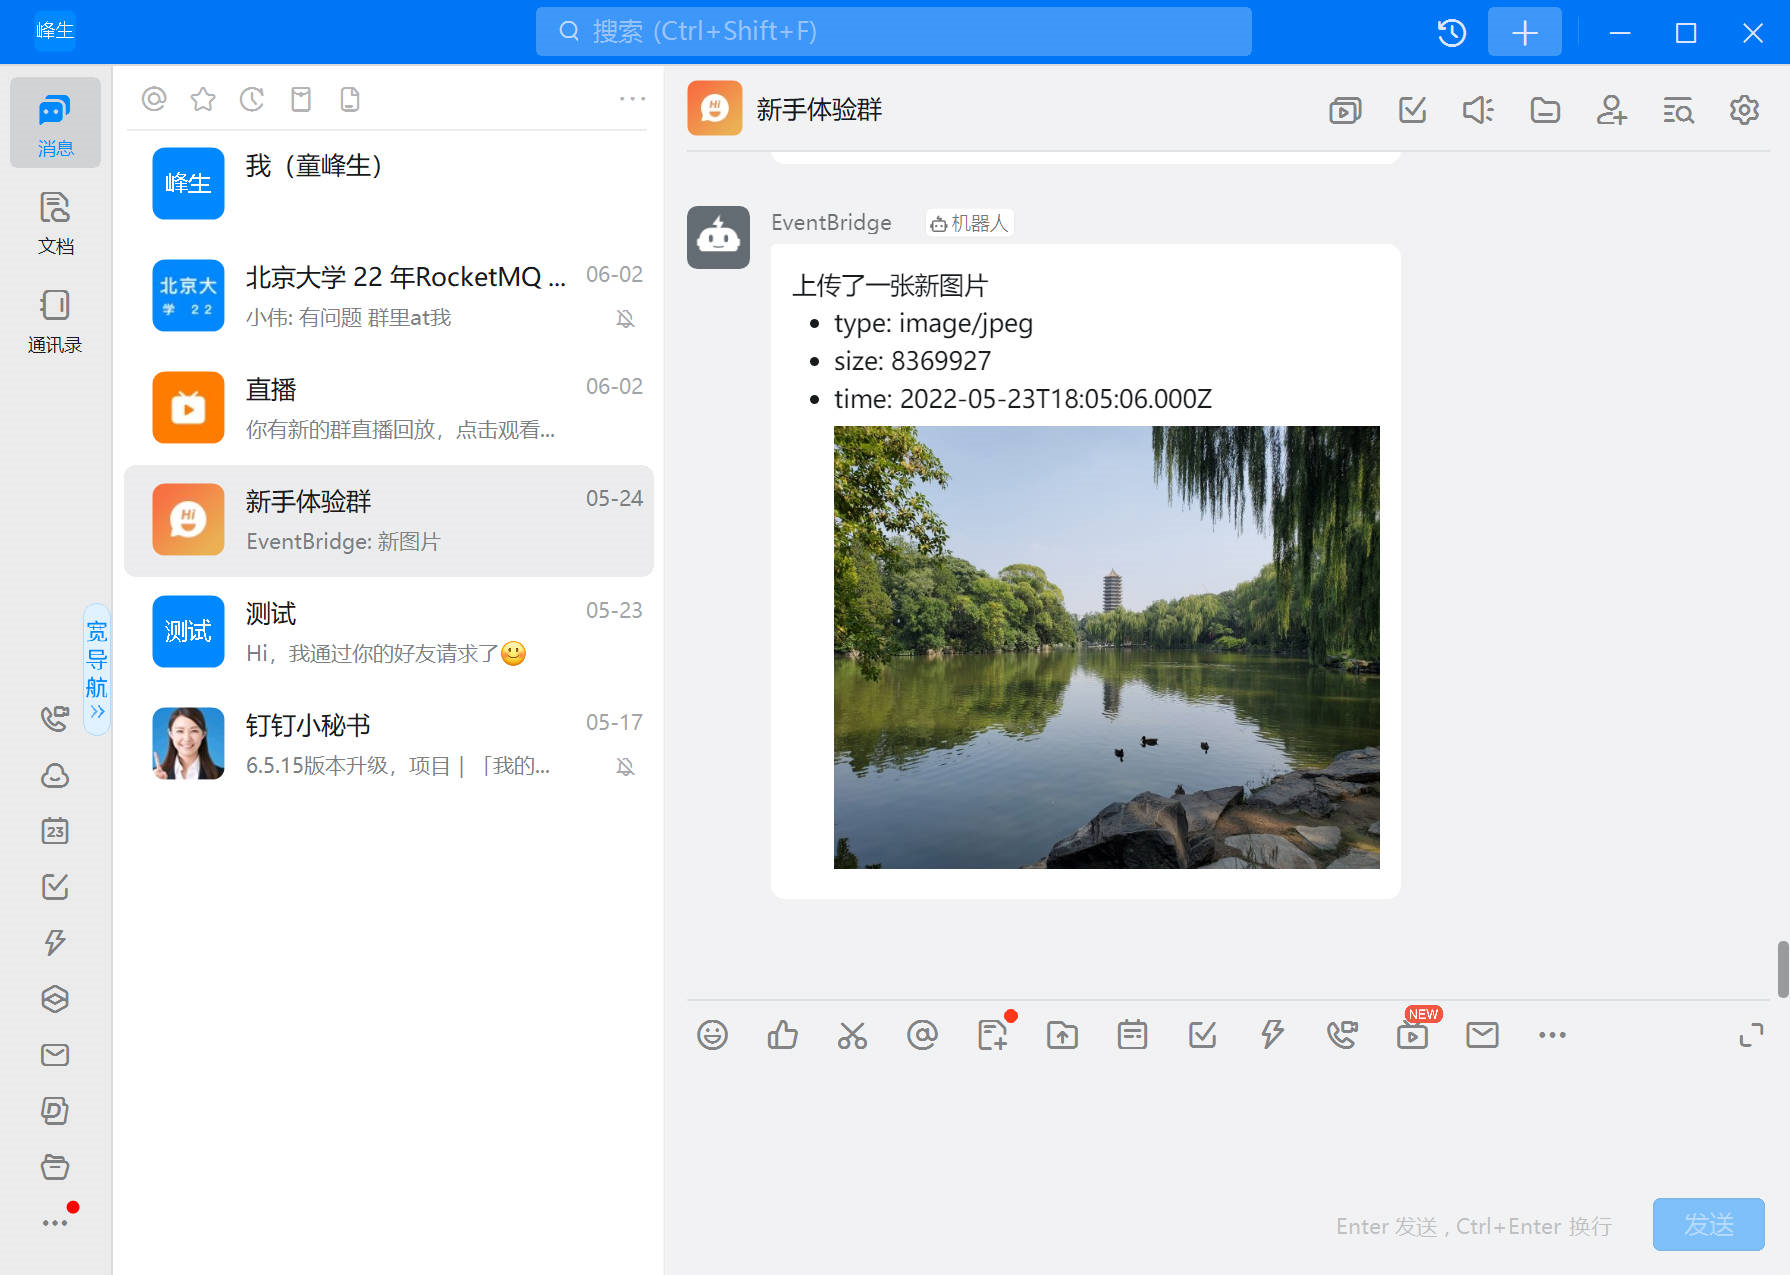 峰生
搜索 (Ctrl+Shift+F)
消息
文档
通讯录
宽导航
23
峰生
我（童峰生）
北京大学 22
北京大学 22 年RocketMQ ...
06-02
小伟: 有问题 群里at我
直播
06-02
你有新的群直播回放，点击观看...
Hi
新手体验群
05-24
EventBridge: 新图片
测试
测试
05-23
Hi，我通过你的好友请求了
钉钉小秘书
05-17
6.5.15版本升级，项目 | 「我的...
Hi
新手体验群
EventBridge
机器人
上传了一张新图片
• type: image/jpeg
• size: 8369927
• time: 2022-05-23T18:05:06.000Z
NEW
Enter 发送 , Ctrl+Enter 换行
发送